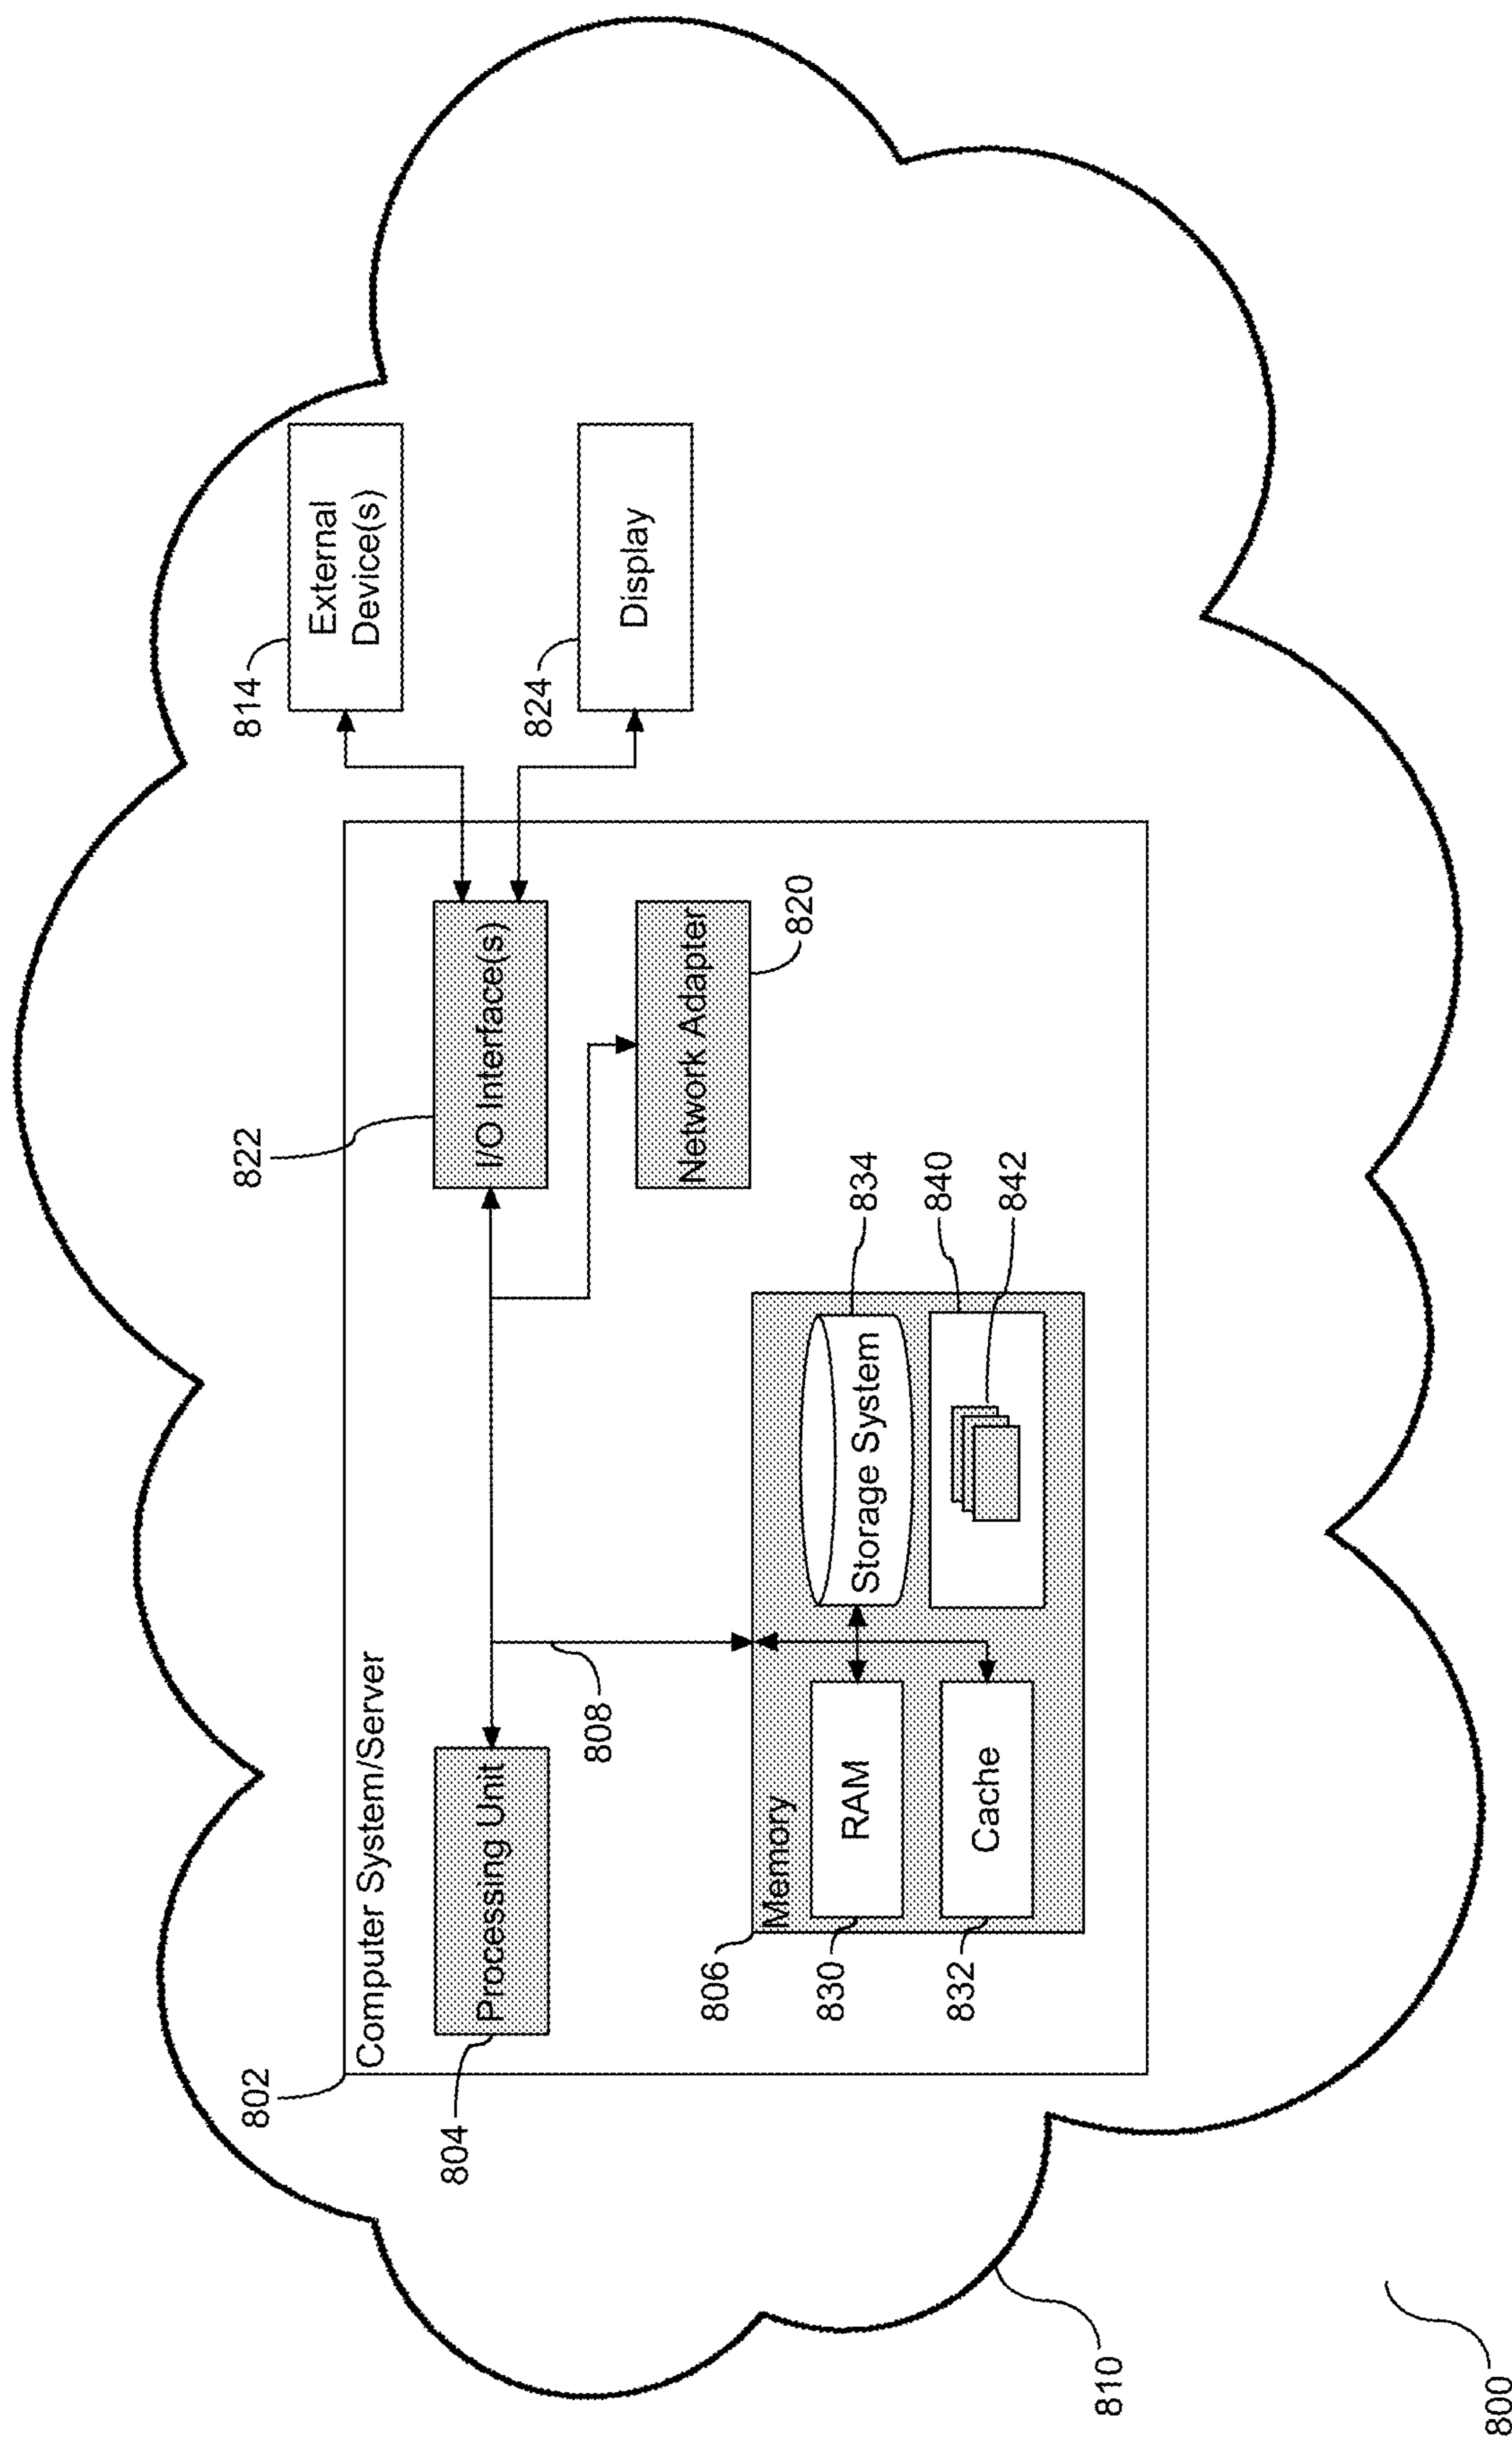 802
Computer System/Server
804
Processing Unit
822
I/O Interface(s)
814
External
Device(s)
824
Display
808
Network Adapter
820
806
Memory
830
RAM
Storage System
834
832
Cache
840
842
810
800